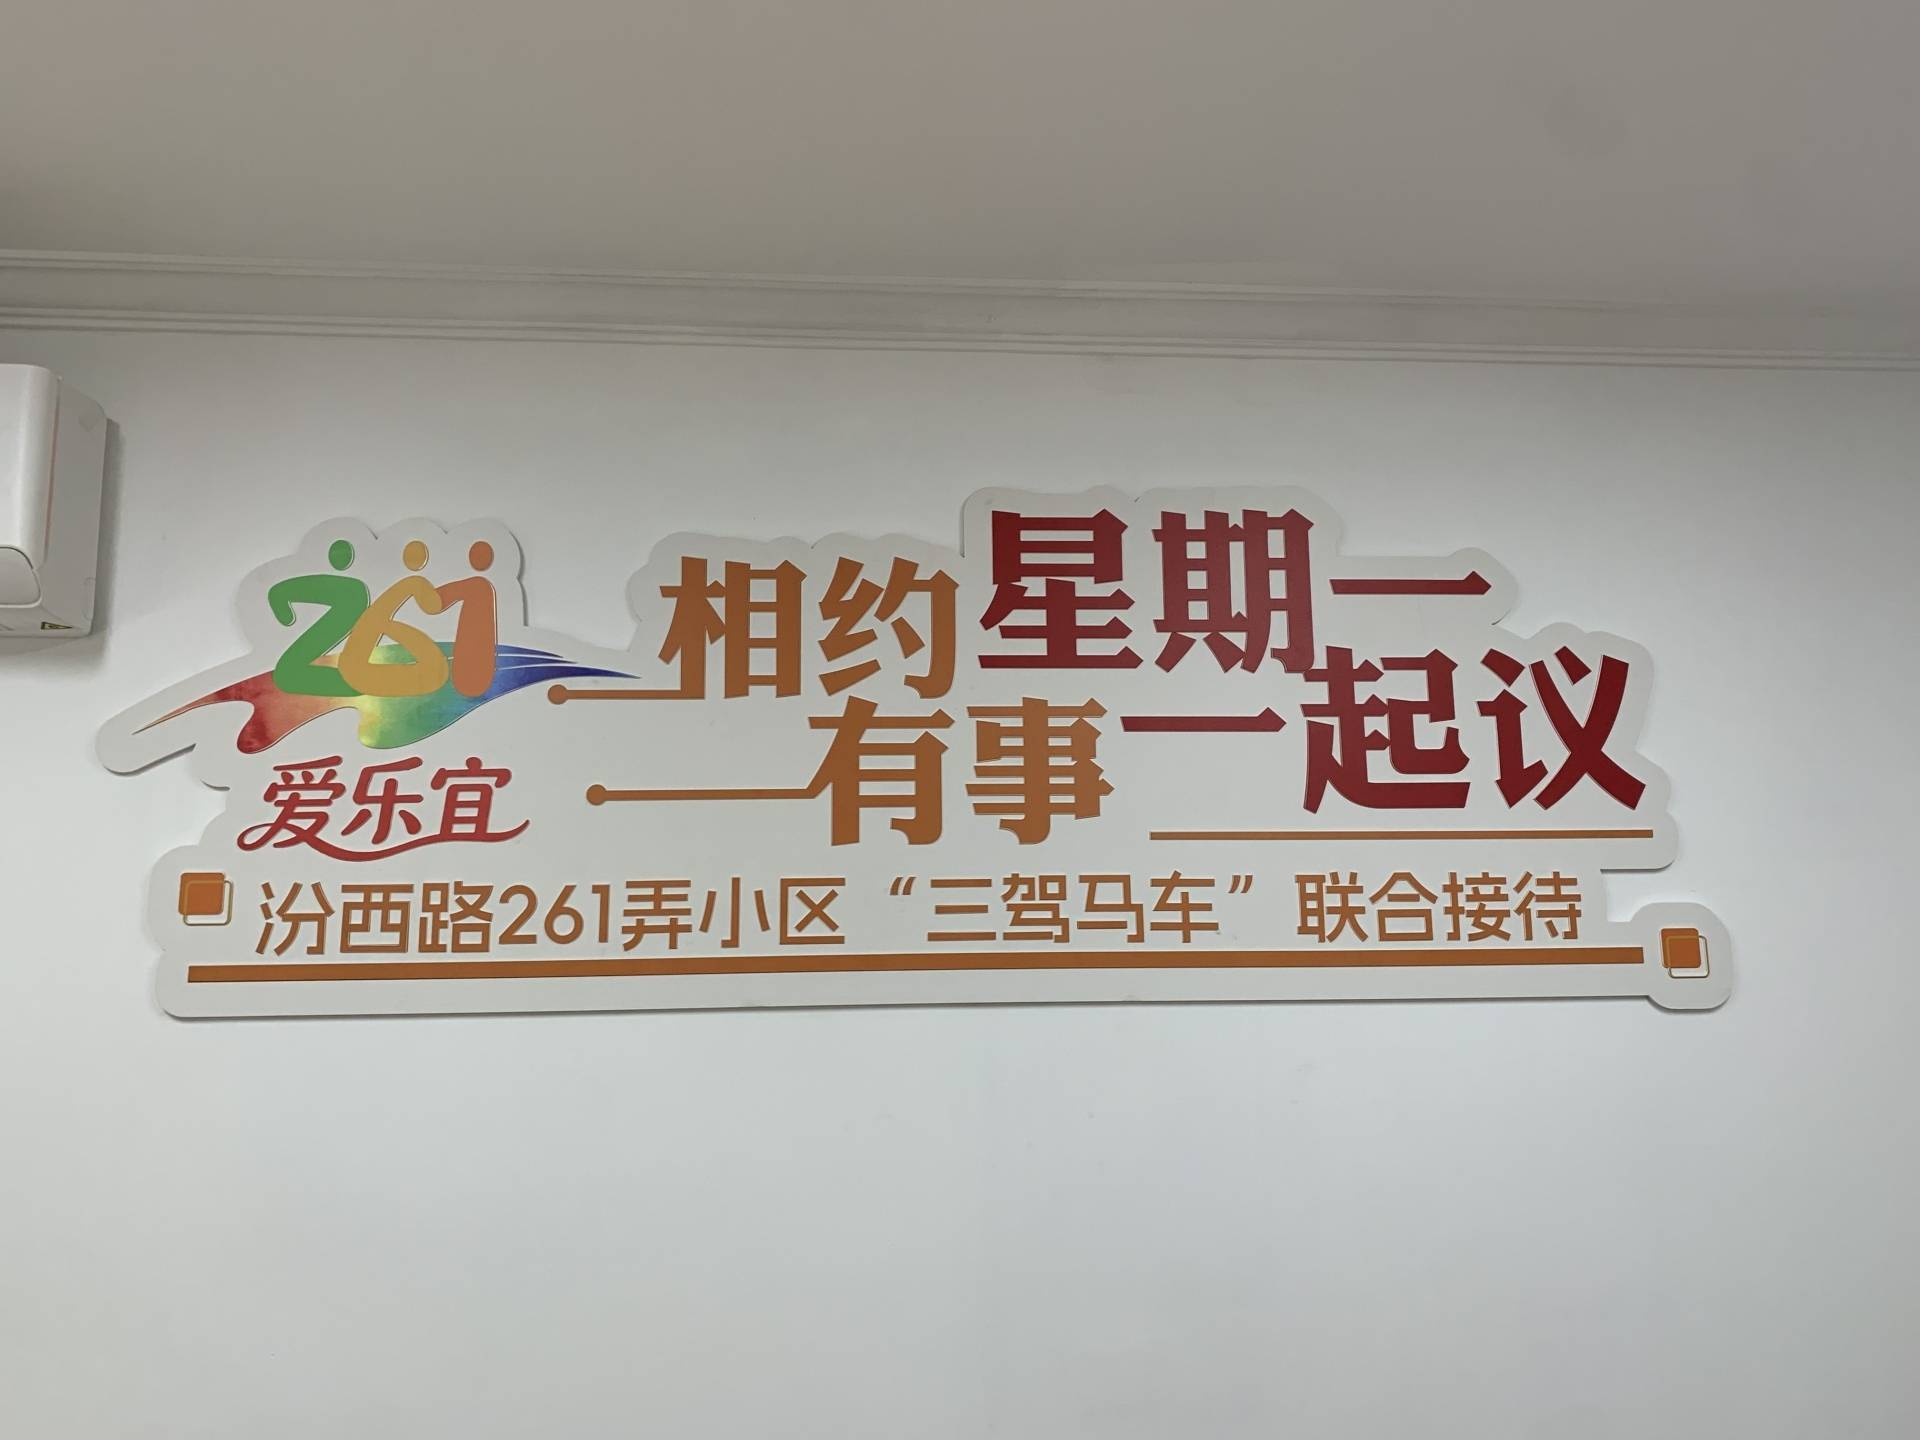 261
爱乐宜
相约星期一
有事一起议
汾西路261弄小区“三驾马车”联合接待